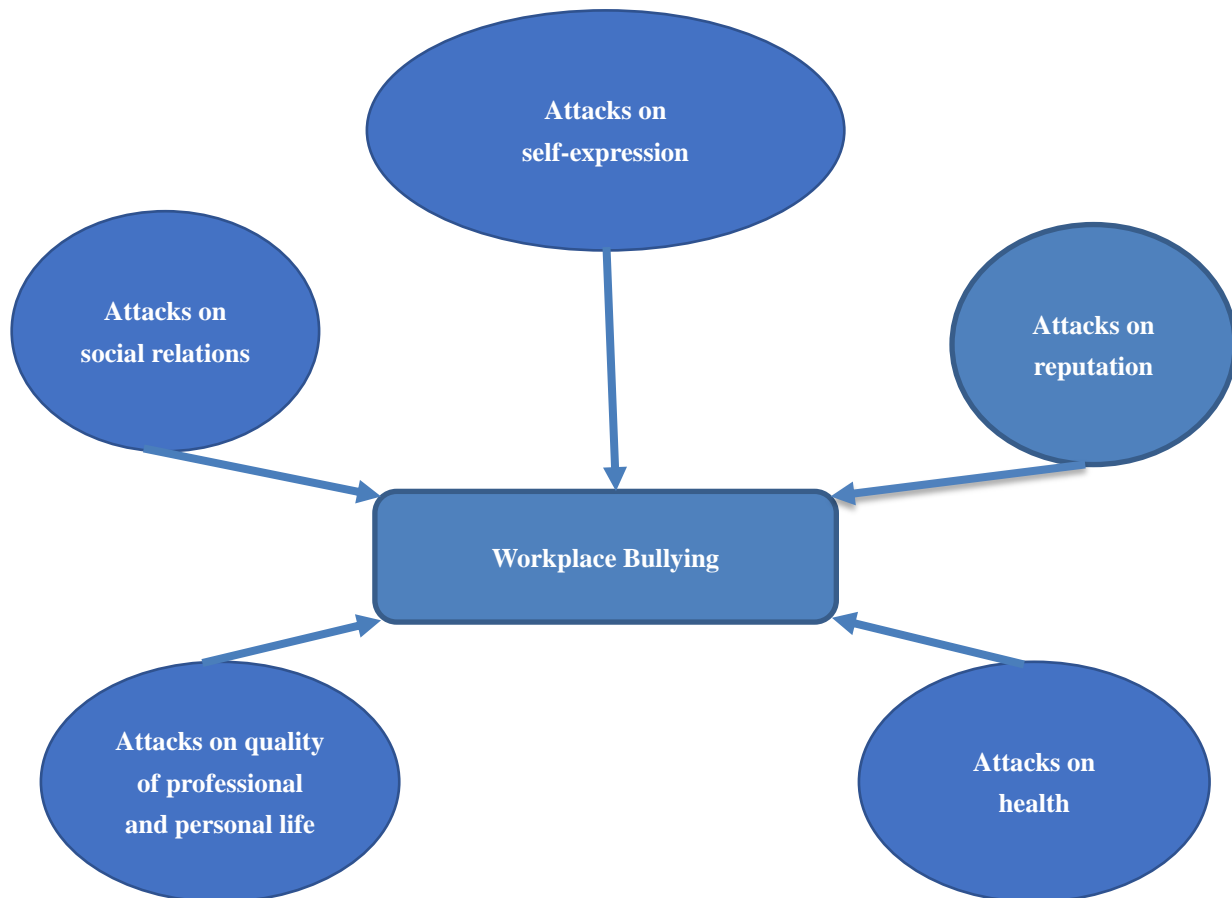 Attacks on
self-expression
Attacks on
social relations
Attacks on
reputation
Workplace Bullying
Attacks on quality
of professional
and personal life
Attacks on
health